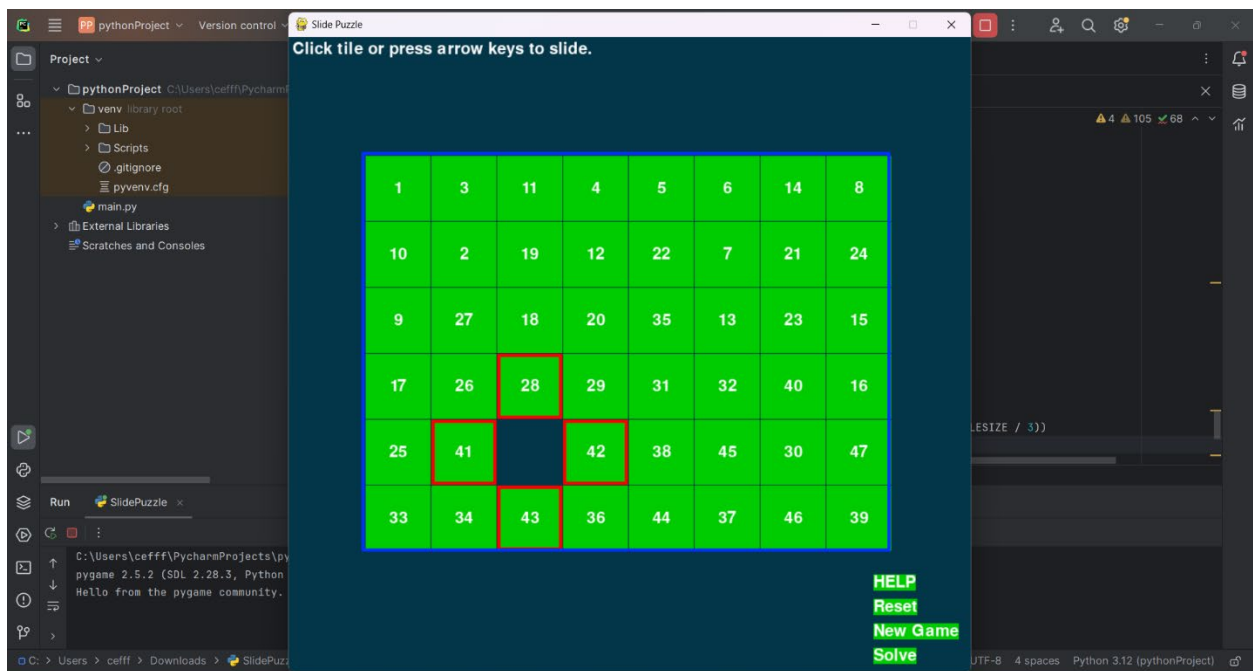 PP pythonProject Version control
Slide Puzzle
Click tile or press arrow keys to slide.
Project
pythonProject C:\Users\cefff\Pycharm
venv library root
Lib
Scripts
.gitignore
pyvenv.cfg
main.py
External Libraries
Scratches and Consoles
4 105 68
1 3 11 4 5 6 14 8
10 2 19 12 22 7 21 24
9 27 18 20 35 13 23 15
17 26 28 29 31 32 40 16
25 41 42 38 45 30 47
33 34 43 36 44 37 46 39
LESIZE / 3))
Run SlidePuzzle
C:\Users\cefff\PycharmProjects\py
pygame 2.5.2 (SDL 2.28.3, Python
Hello from the pygame community.
HELP
Reset
New Game
Solve
C: > Users > cefff > Downloads > SlidePuzz
UTF-8 4 spaces Python 3.12 (pythonProject)